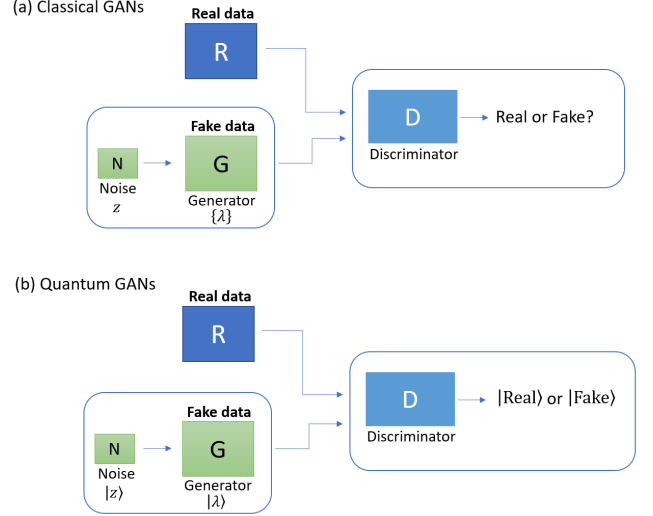 (a) Classical GANs
Real data
R
Fake data
N
G
Noise
z
Generator
{λ}
D
Discriminator
Real or Fake?
(b) Quantum GANs
Real data
R
Fake data
N
G
Noise
|z⟩
Generator
|λ⟩
D
Discriminator
|Real⟩ or |Fake⟩